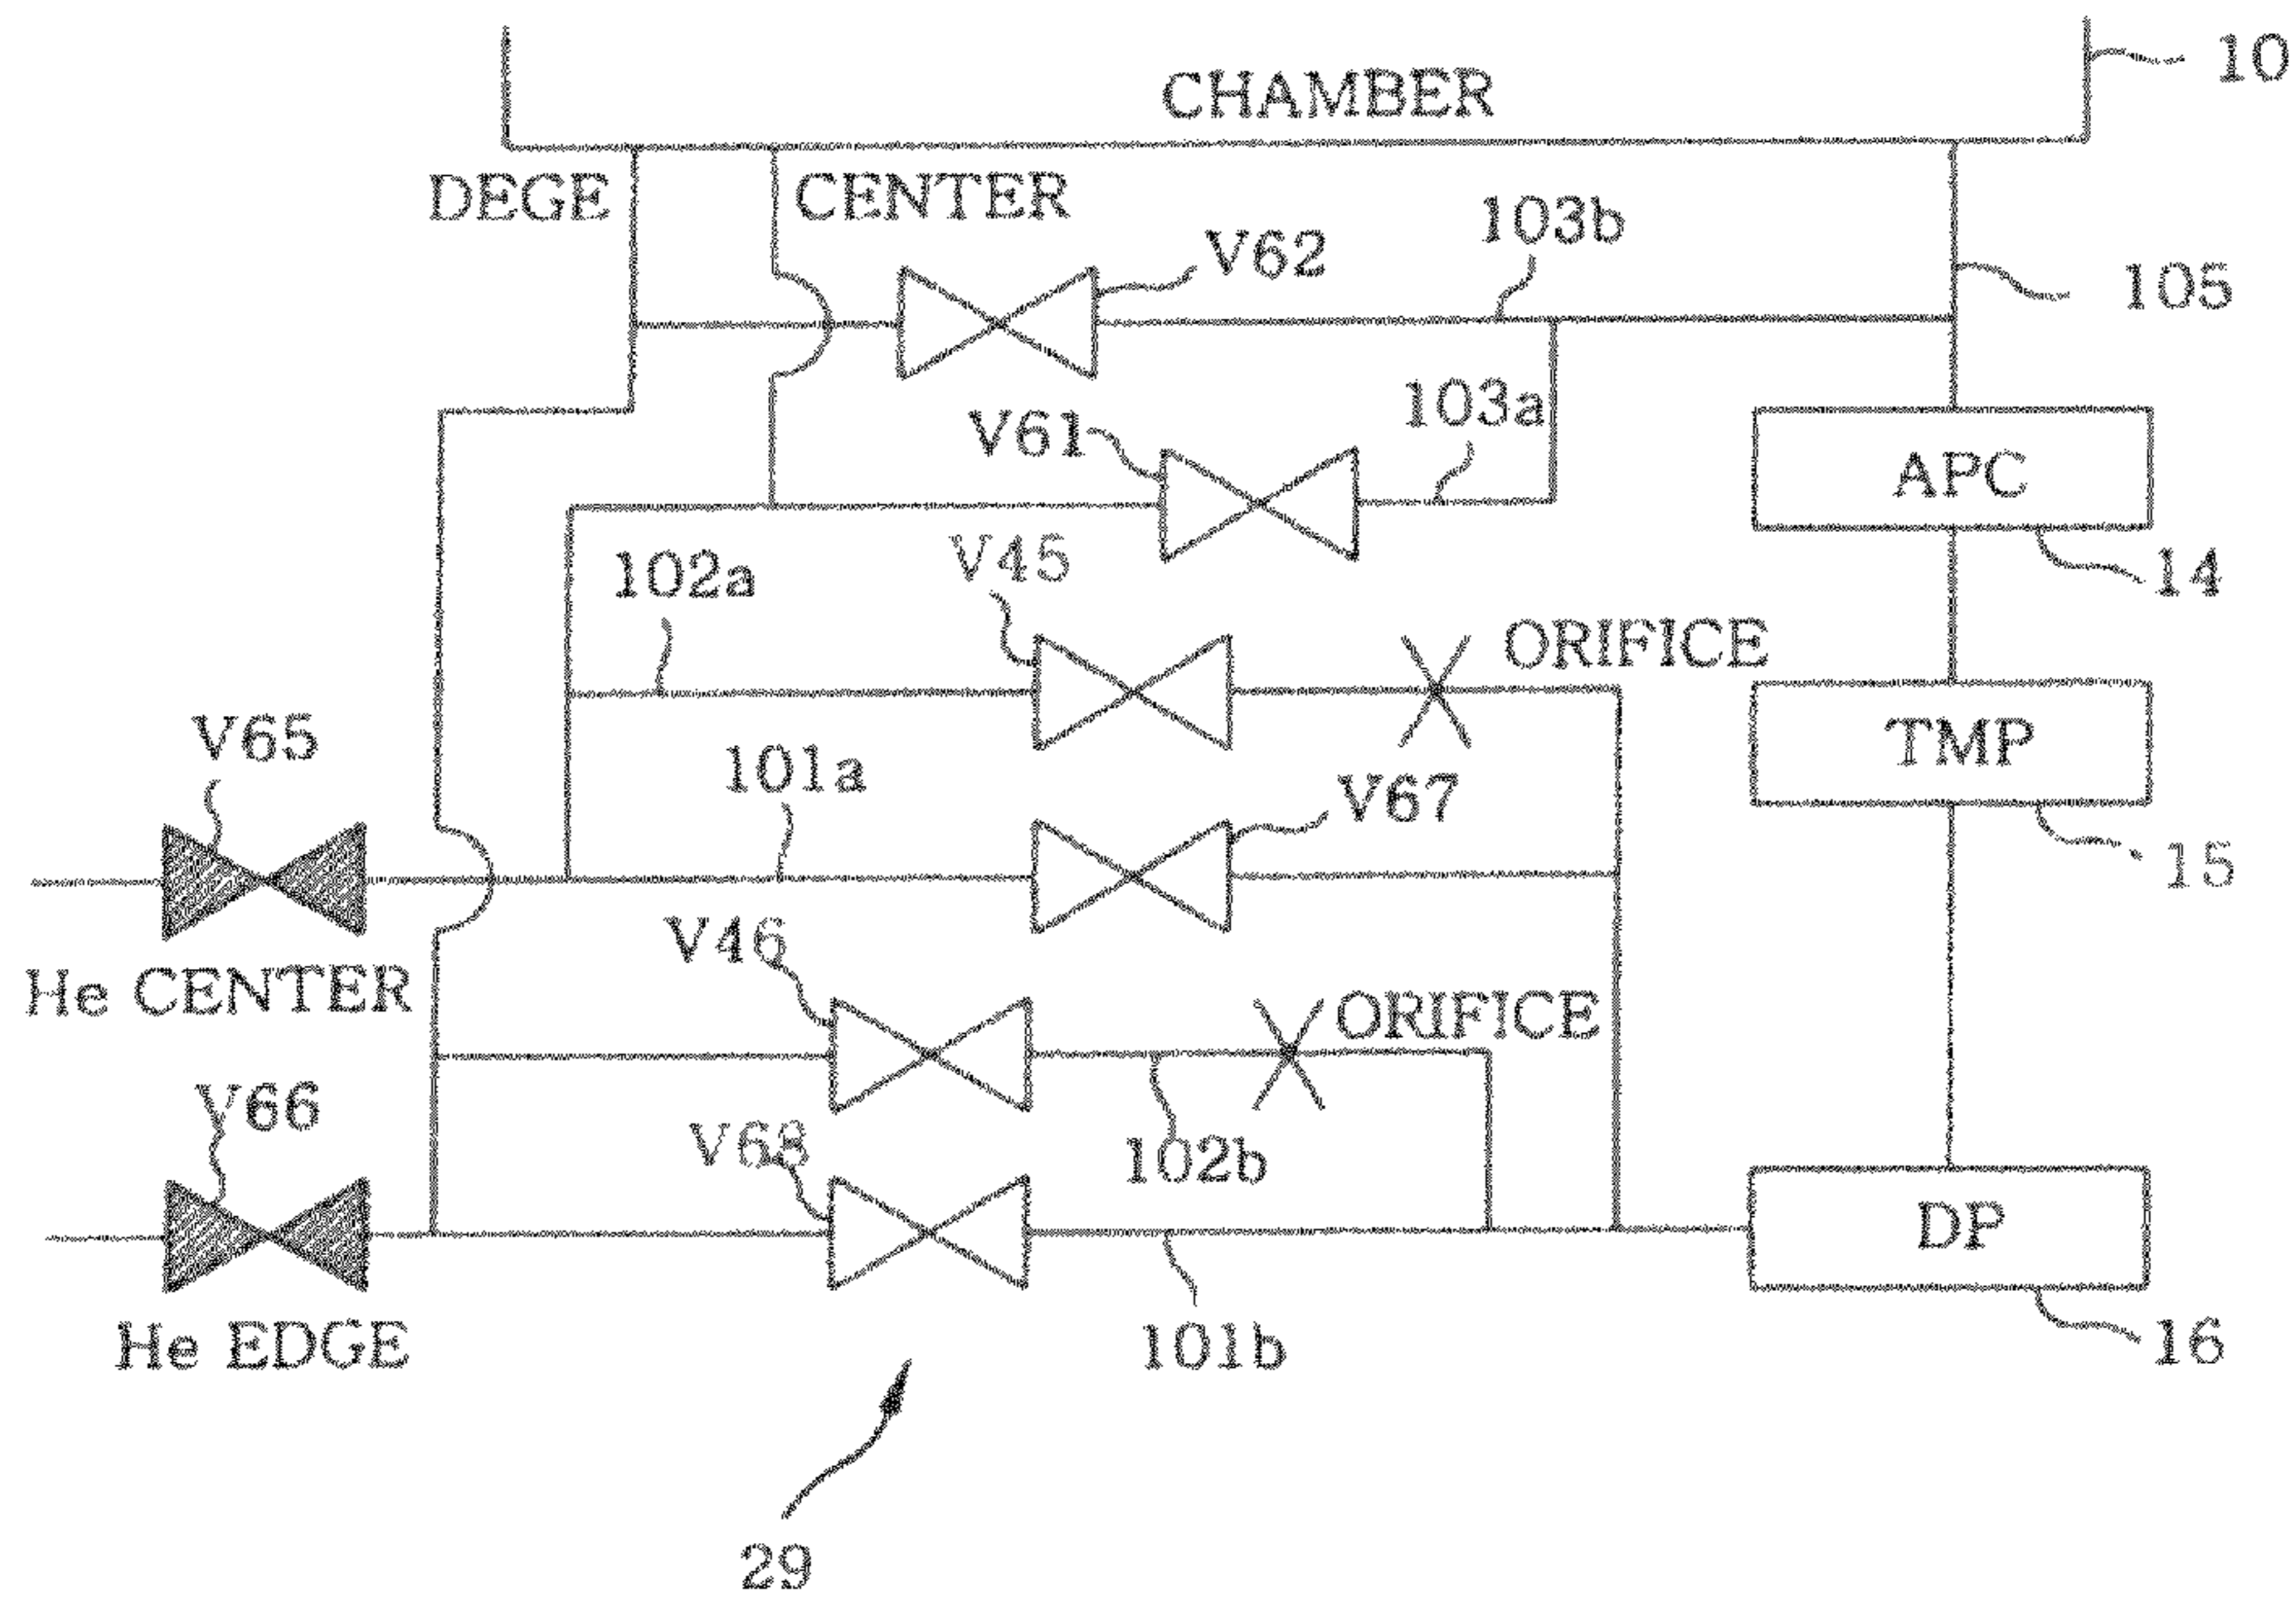 10
CHAMBER
DEGE
CENTER
103b
V62
105
103a
V61
APC
V45
102a
14
ORIFICE
V65
TMP
101a
V67
15
V46
He CENTER
ORIFICE
V66
V68
102b
DP
He EDGE
101b
16
29